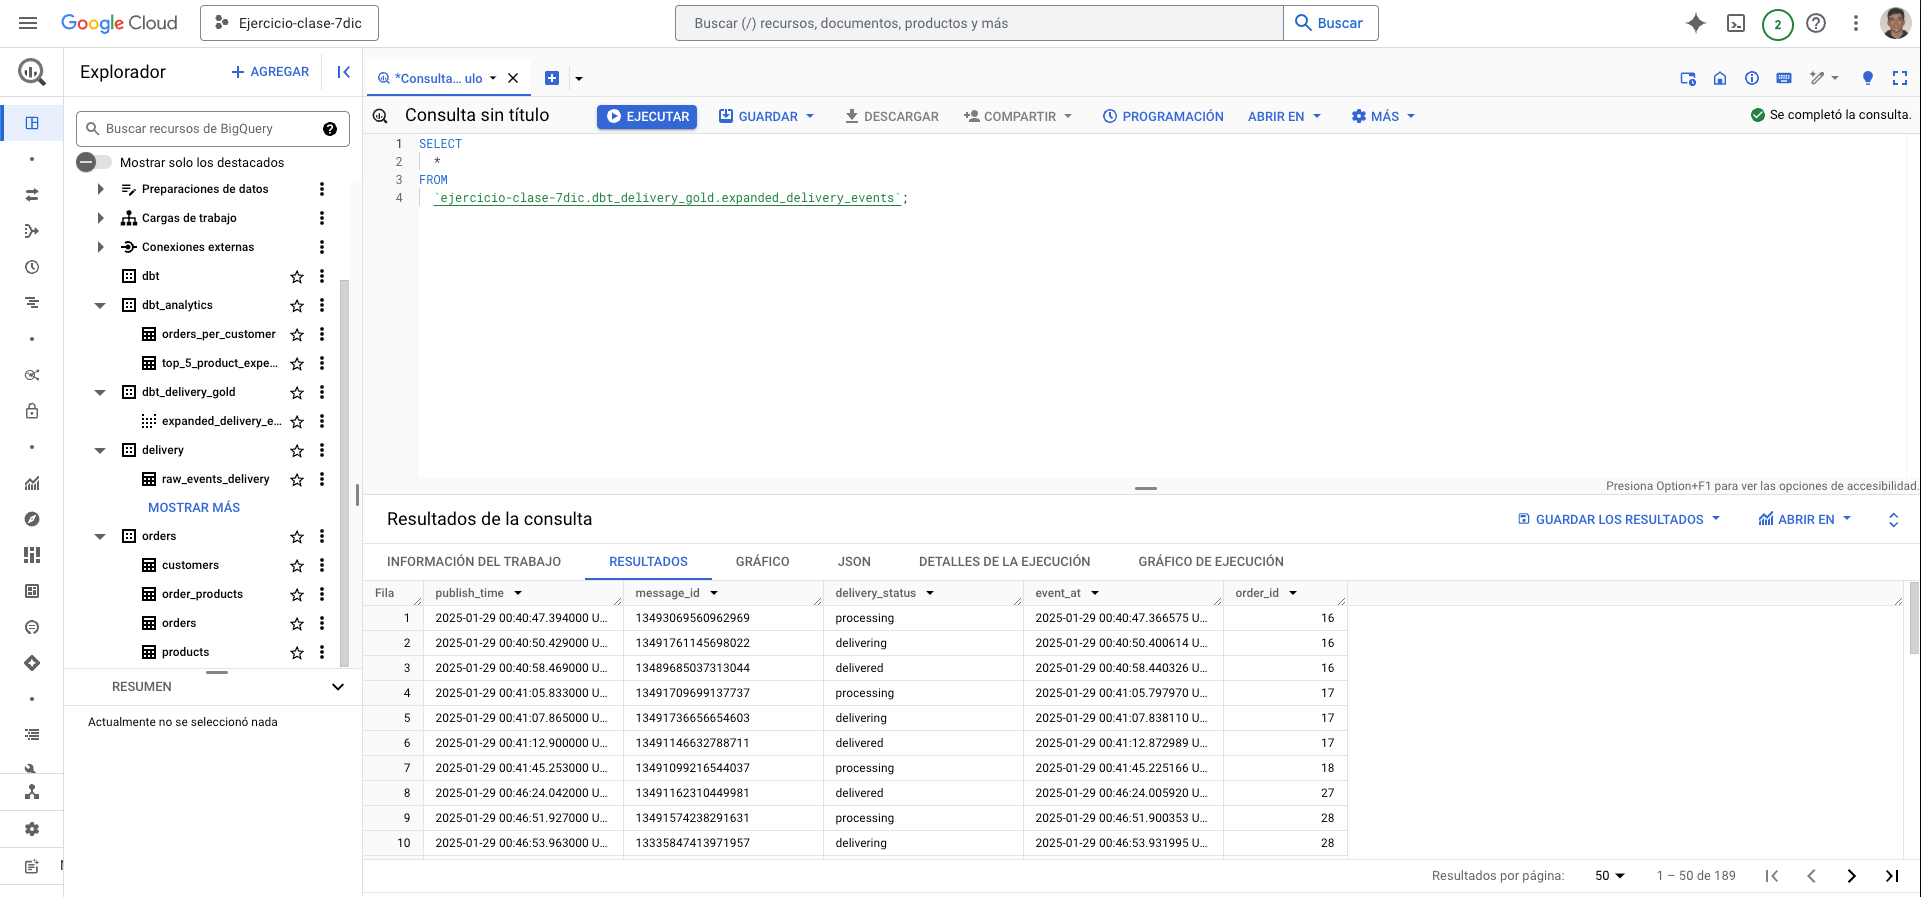 Google Cloud
Ejercicio-clase-7dic
Buscar (/) recursos, documentos, productos y más
Buscar
2
Explorador
AGREGAR
*Consulta... ulo
Buscar recursos de BigQuery
Mostrar solo los destacados
Preparaciones de datos
Cargas de trabajo
Conexiones externas
dbt
dbt_analytics
orders_per_customer
top_5_product_expe...
dbt_delivery_gold
expanded_delivery_e...
delivery
raw_events_delivery
MOSTRAR MÁS
orders
customers
order_products
orders
products
RESUMEN
Actualmente no se seleccionó nada
Consulta sin título
EJECUTAR
GUARDAR
DESCARGAR
COMPARTIR
PROGRAMACIÓN
ABRIR EN
MÁS
Se completó la consulta.
1 SELECT
2 *
3 FROM
4 `ejercicio-clase-7dic.dbt_delivery_gold.expanded_delivery_events`;
Presiona Option+F1 para ver las opciones de accesibilidad.
Resultados de la consulta
GUARDAR LOS RESULTADOS
ABRIR EN
INFORMACIÓN DEL TRABAJO RESULTADOS GRÁFICO JSON DETALLES DE LA EJECUCIÓN GRÁFICO DE EJECUCIÓN
Fila publish_time message_id delivery_status event_at order_id
1 2025-01-29 00:40:47.394000 U... 13493069560962969 processing 2025-01-29 00:40:47.366575 U... 16
2 2025-01-29 00:40:50.429000 U... 13491761145698022 delivering 2025-01-29 00:40:50.400614 U... 16
3 2025-01-29 00:40:58.469000 U... 13489685037313044 delivered 2025-01-29 00:40:58.440326 U... 16
4 2025-01-29 00:41:05.833000 U... 13491709699137737 processing 2025-01-29 00:41:05.797970 U... 17
5 2025-01-29 00:41:07.865000 U... 13491736656654603 delivering 2025-01-29 00:41:07.838110 U... 17
6 2025-01-29 00:41:12.900000 U... 13491146632788711 delivered 2025-01-29 00:41:12.872989 U... 17
7 2025-01-29 00:41:45.253000 U... 13491099216544037 processing 2025-01-29 00:41:45.225166 U... 18
8 2025-01-29 00:46:24.042000 U... 13491162310449981 delivered 2025-01-29 00:46:24.005920 U... 27
9 2025-01-29 00:46:51.927000 U... 13491574238291631 processing 2025-01-29 00:46:51.900353 U... 28
10 2025-01-29 00:46:53.963000 U... 13335847413971957 delivering 2025-01-29 00:46:53.931995 U... 28
Resultados por página: 50 1 – 50 de 189